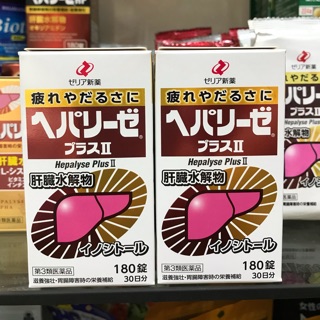 ゼリア新薬
疲れやだるさに
ヘパリーゼ®
プラスⅡ
Hepalyse Plus Ⅱ
肝臓水解物
イノシトール
第3類医薬品
180錠
30日分
滋養強壮・胃腸障害時の栄養補給
ゼリア新薬
疲れやだるさに
ヘパリーゼ®
プラスⅡ
Hepalyse Plus Ⅱ
肝臓水解物
イノシトール
第3類医薬品
180錠
30日分
滋養強壮・胃腸障害時の栄養補給